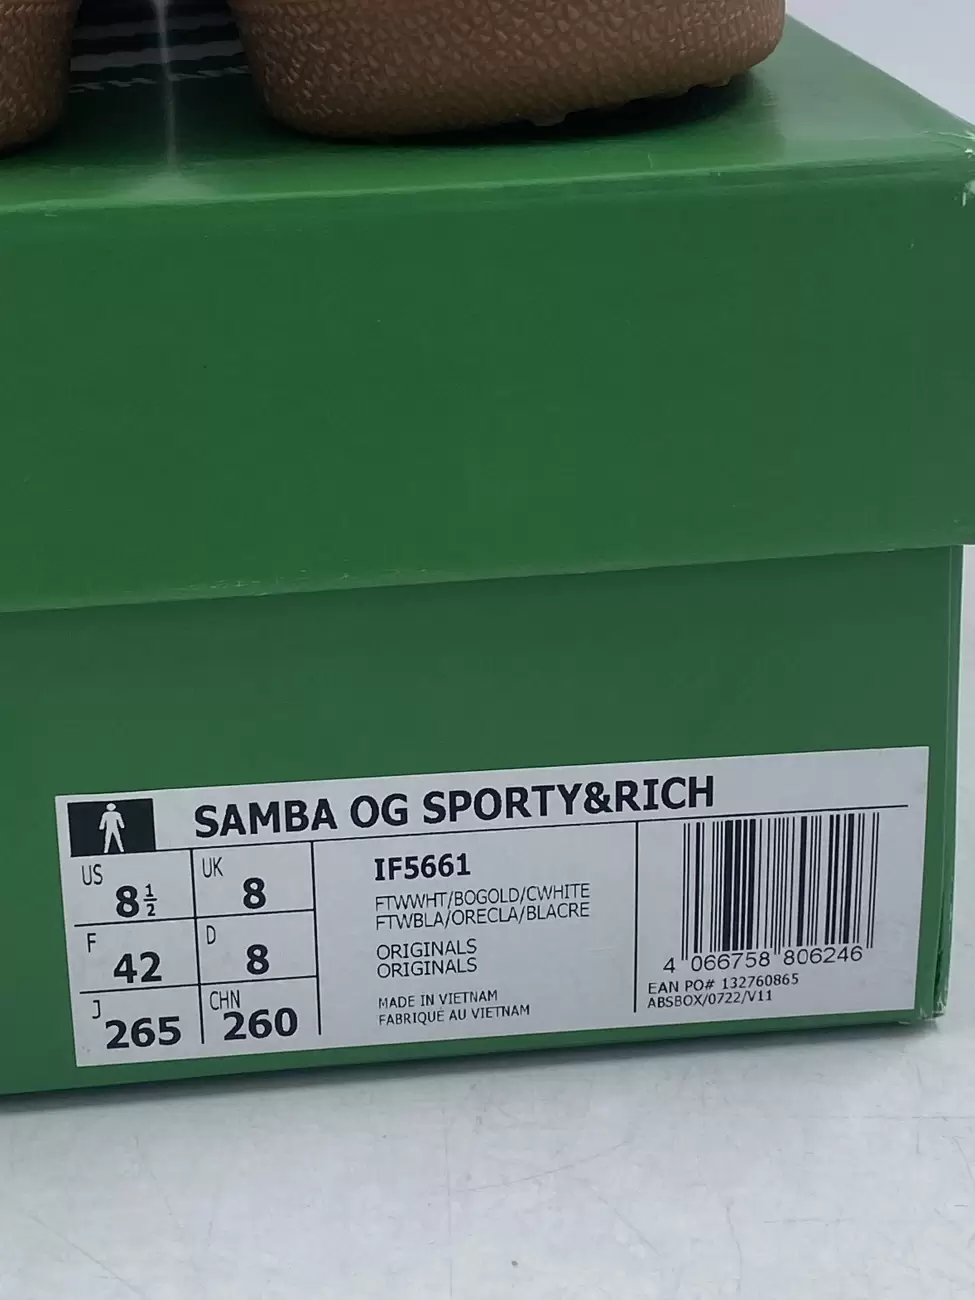 SAMBA OG SPORTY&RICH
US 8½ UK 8
F 42 D 8
J 265 CHN 260
IF5661
FTWWHT/BOGOLD/CWHITE
FTWBLA/ORECLA/BLACRE
ORIGINALS
ORIGINALS
MADE IN VIETNAM
FABRIQUÉ AU VIETNAM
4 066758 806246
EAN PO# 132760865
ABSBOX/0722/V11